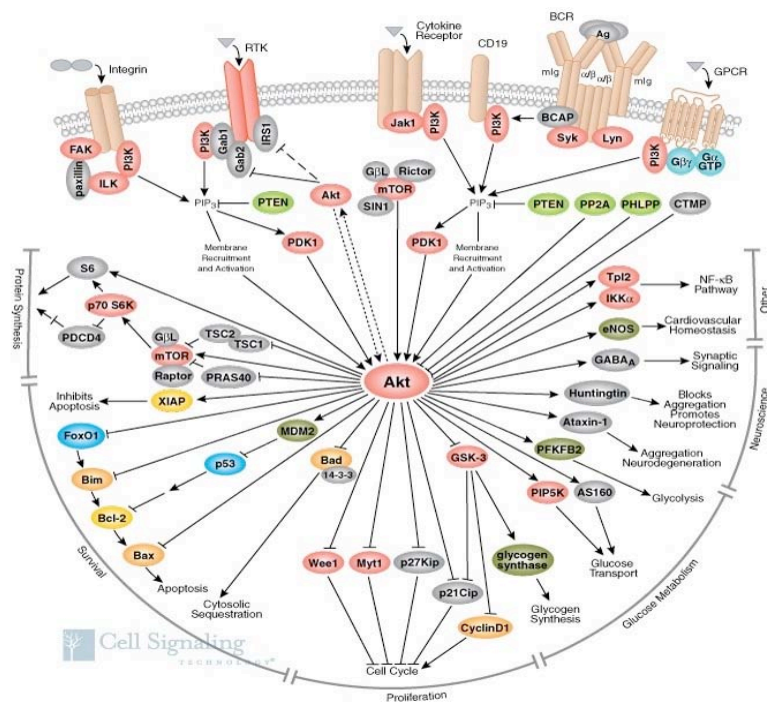 Integrin
RTK
Cytokine
Receptor
CD19
BCR
Ag
mIg
α/β
α/β
mIg
GPCR
FAK
paxillin
ILK
PI3K
PI3K
Gab1
Gab2
IRS1
Jak1
PI3K
PI3K
BCAP
Syk
Lyn
PI3K
Gβγ
Gα
GTP
PIP3
PTEN
Akt
GβL
Rictor
mTOR
SIN1
PIP3
PTEN
PP2A
PHLPP
CTMP
PDK1
PDK1
Membrane
Recruitment
and Activation
Membrane
Recruitment
and Activation
Protein Synthesis
S6
p70 S6K
PDCD4
GβL
mTOR
Raptor
TSC2
TSC1
PRAS40
Akt
Tpl2
IKKα
NF-κB
Pathway
eNOS
Cardiovascular
Homeostasis
Other
GABAA
Synaptic
Signaling
Huntingtin
Blocks
Aggregation
Promotes
Neuroprotection
Ataxin-1
Aggregation
Neurodegeneration
Neuroscience
Inhibits
Apoptosis
XIAP
FoxO1
MDM2
p53
Bad
14-3-3
Bim
Bcl-2
Bax
Apoptosis
Survival
Cytosolic
Sequestration
GSK-3
PFKFB2
Glycolysis
PIP5K
AS160
Glucose
Transport
Glucose Metabolism
Wee1
Myt1
p27Kip
p21Cip
glycogen
synthase
Glycogen
Synthesis
CyclinD1
Cell Cycle
Proliferation
Cell Signaling
TECHNOLOGY®